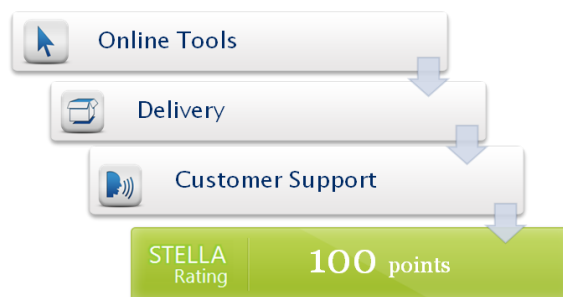 Online Tools
Delivery
Customer Support
STELLA
Rating
100 points